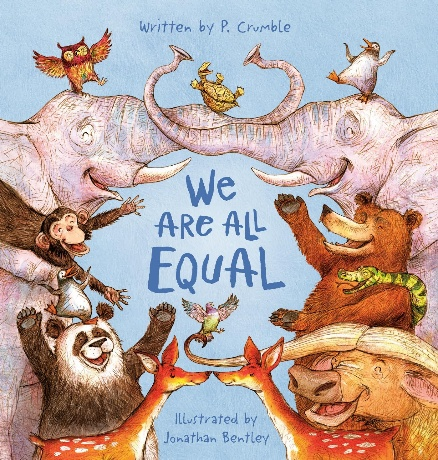 Written by P. Crumble
We
Are All
Equal
Illustrated by
Jonathan Bentley